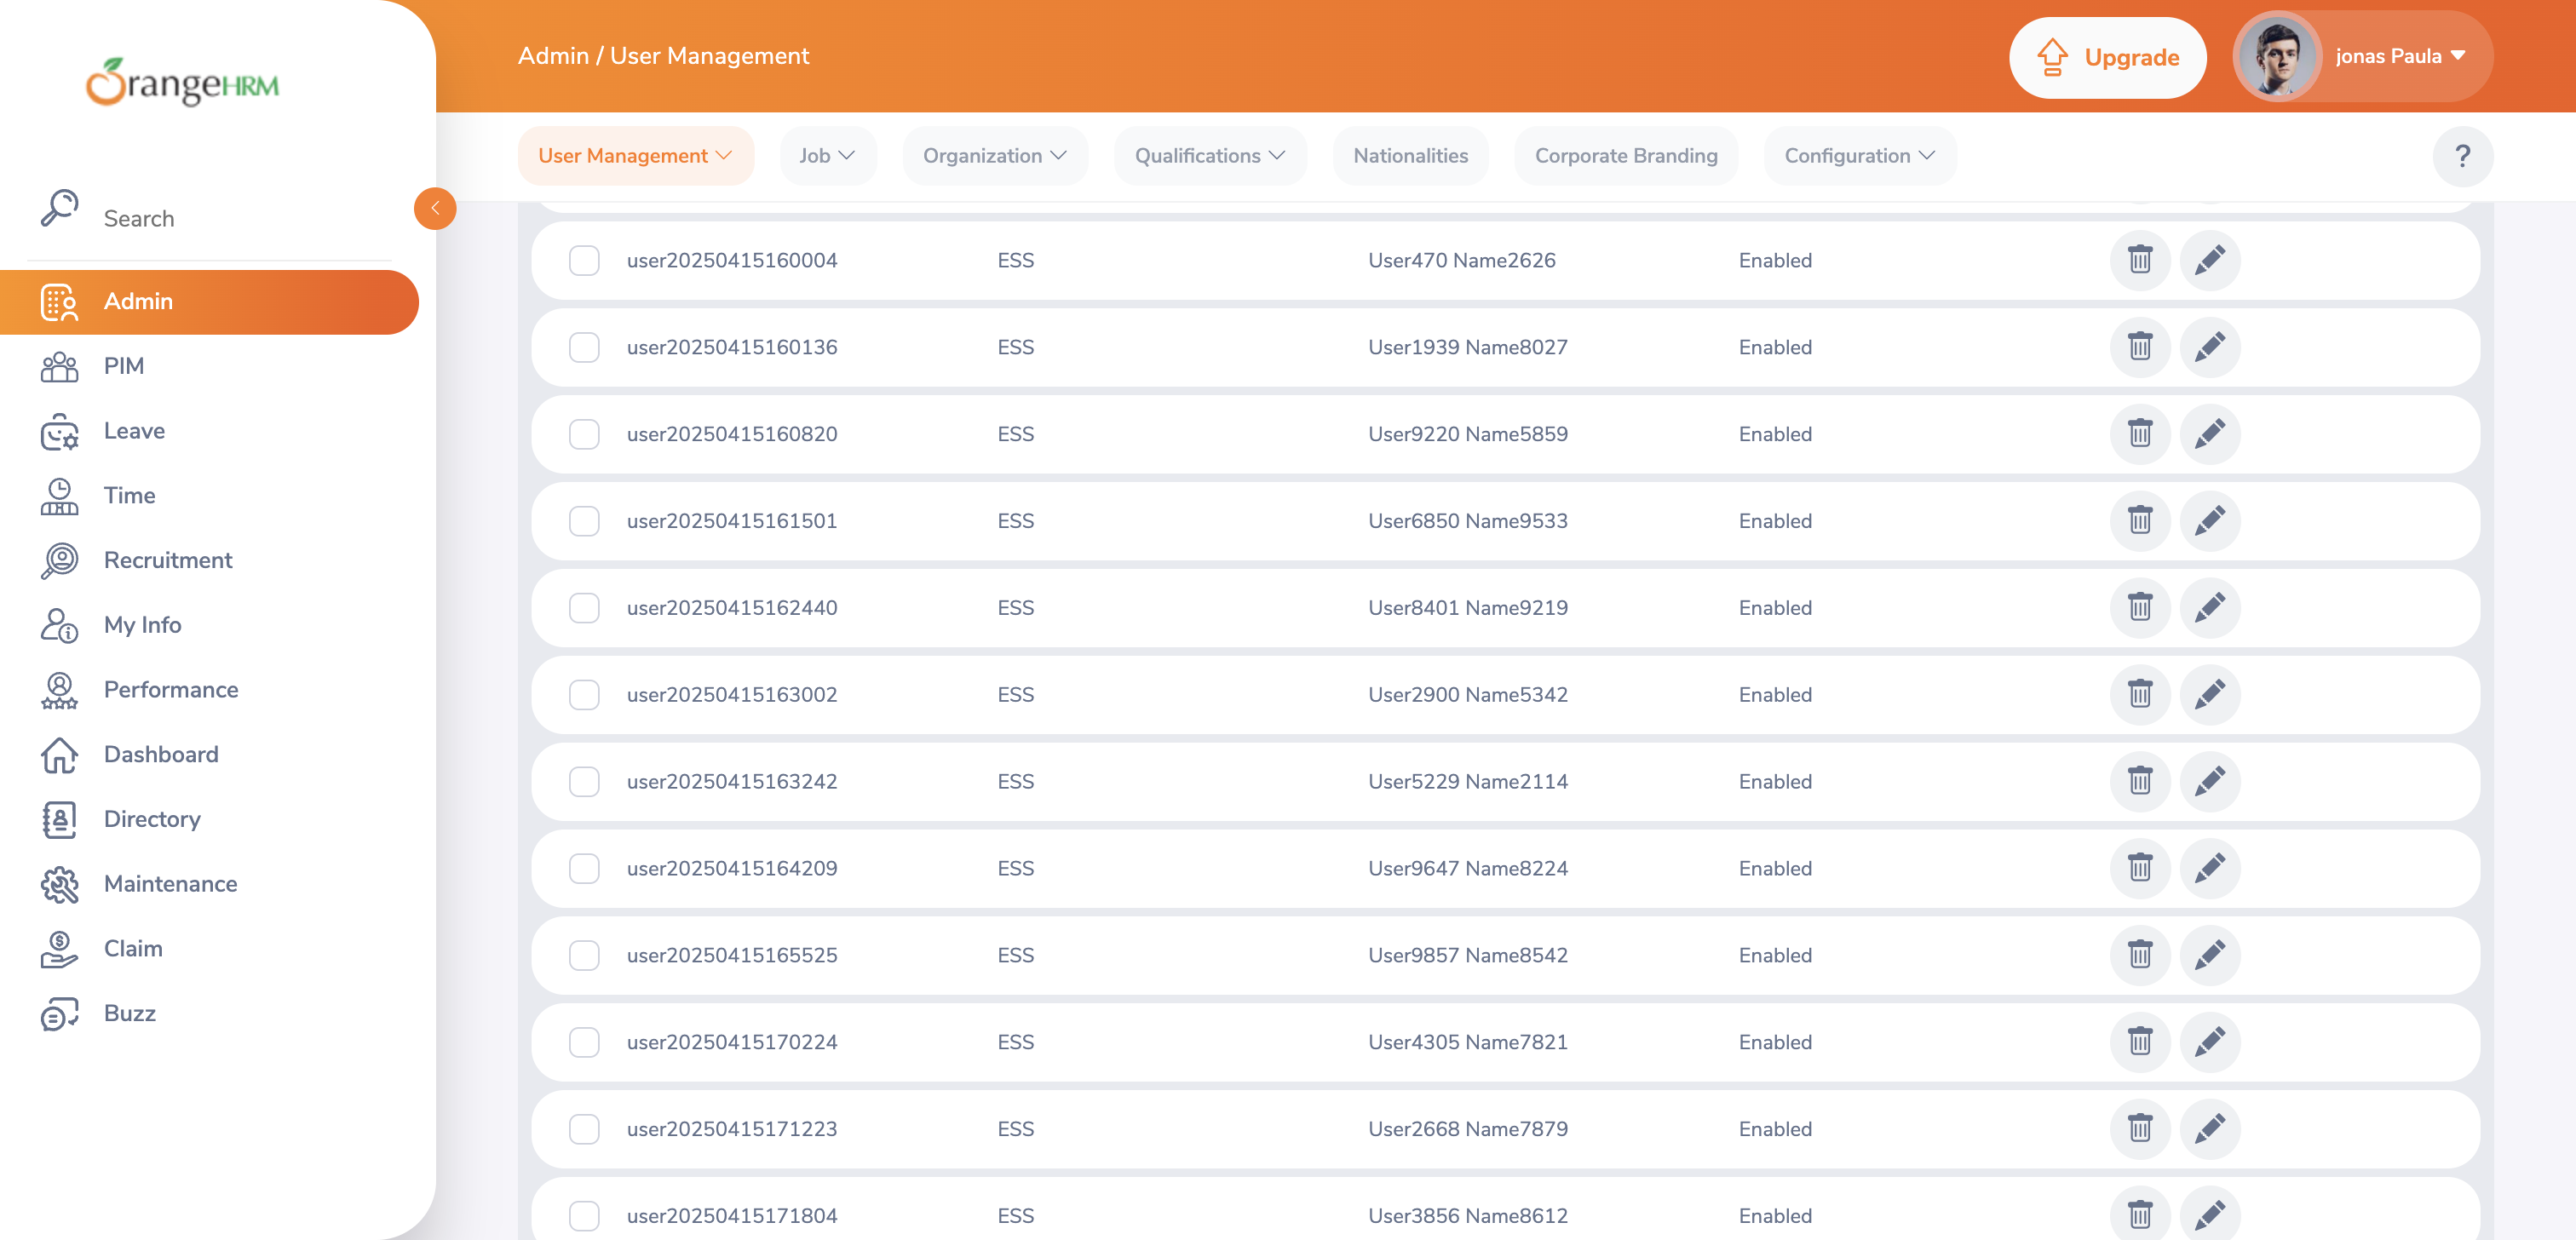 OrangeHRM
Admin / User Management
Upgrade
jonas Paula
Search
User Management
Job
Organization
Qualifications
Nationalities
Corporate Branding
Configuration
?
Admin
PIM
Leave
Time
Recruitment
My Info
Performance
Dashboard
Directory
Maintenance
Claim
Buzz
user20250415160004 ESS User470 Name2626 Enabled
user20250415160136 ESS User1939 Name8027 Enabled
user20250415160820 ESS User9220 Name5859 Enabled
user20250415161501 ESS User6850 Name9533 Enabled
user20250415162440 ESS User8401 Name9219 Enabled
user20250415163002 ESS User2900 Name5342 Enabled
user20250415163242 ESS User5229 Name2114 Enabled
user20250415164209 ESS User9647 Name8224 Enabled
user20250415165525 ESS User9857 Name8542 Enabled
user20250415170224 ESS User4305 Name7821 Enabled
user20250415171223 ESS User2668 Name7879 Enabled
user20250415171804 ESS User3856 Name8612 Enabled